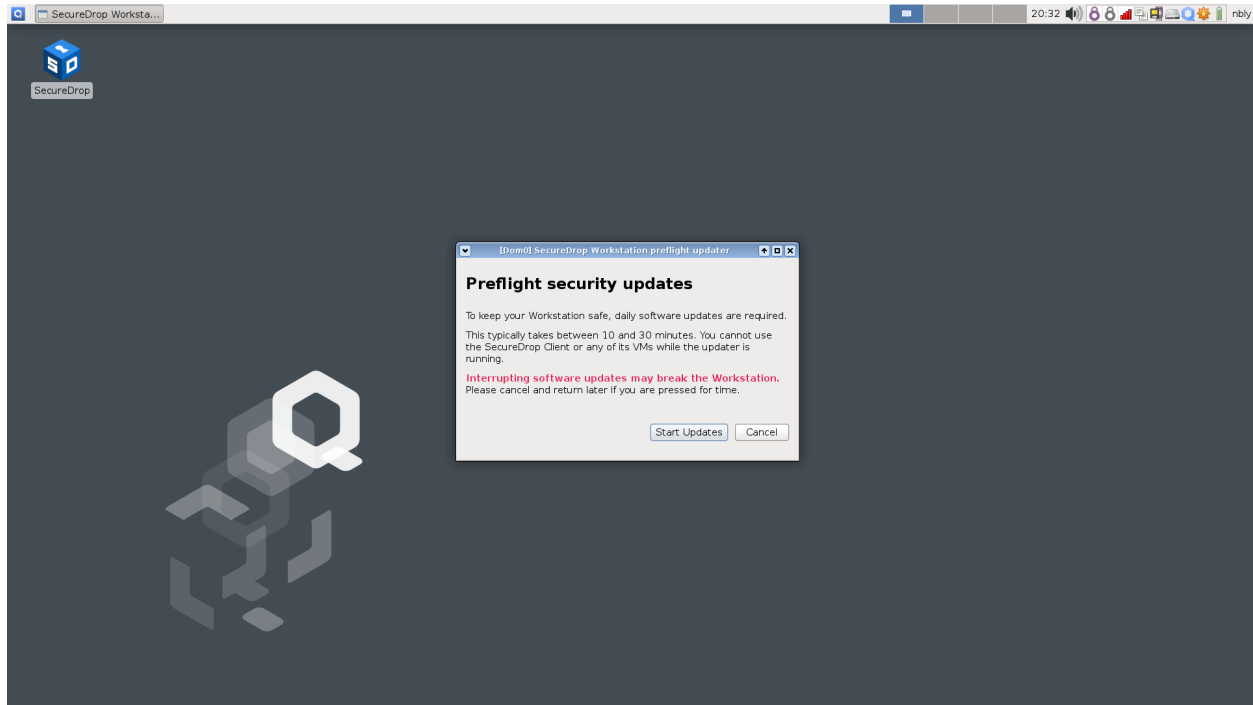 SecureDrop Worksta...
20:32
nbly
SecureDrop
[Dom0] SecureDrop Workstation preflight updater
Preflight security updates
To keep your Workstation safe, daily software updates are required.
This typically takes between 10 and 30 minutes. You cannot use
the SecureDrop Client or any of its VMs while the updater is
running.
Interrupting software updates may break the Workstation.
Please cancel and return later if you are pressed for time.
Start Updates
Cancel